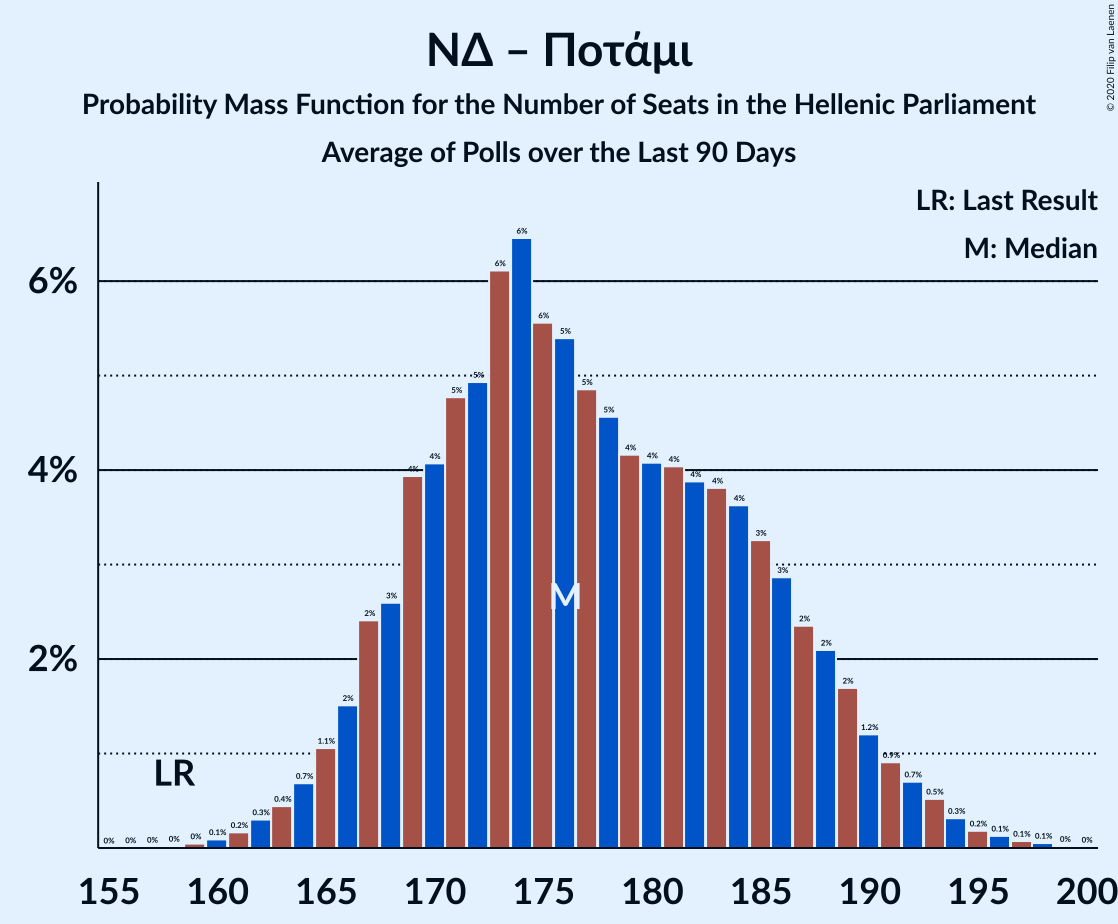 ΝΔ – Ποτάμι
Probability Mass Function for the Number of Seats in the Hellenic Parliament
Average of Polls over the Last 90 Days
© 2020 Filip van Laenen
LR: Last Result
M: Median
6%
4%
2%
0% 0% 0% 0% 0% 0.1% 0.2% 0.3% 0.4% 0.7% 1.1% 2% 2% 3% 4% 4% 5% 5% 6% 6% 6% 5% 5% 5% 4% 4% 4% 4% 4% 4% 3% 3% 2% 2% 2% 1.2% 0.9% 0.7% 0.5% 0.3% 0.2% 0.1% 0.1% 0.1% 0% 0%
M
LR
155 160 165 170 175 180 185 190 195 200